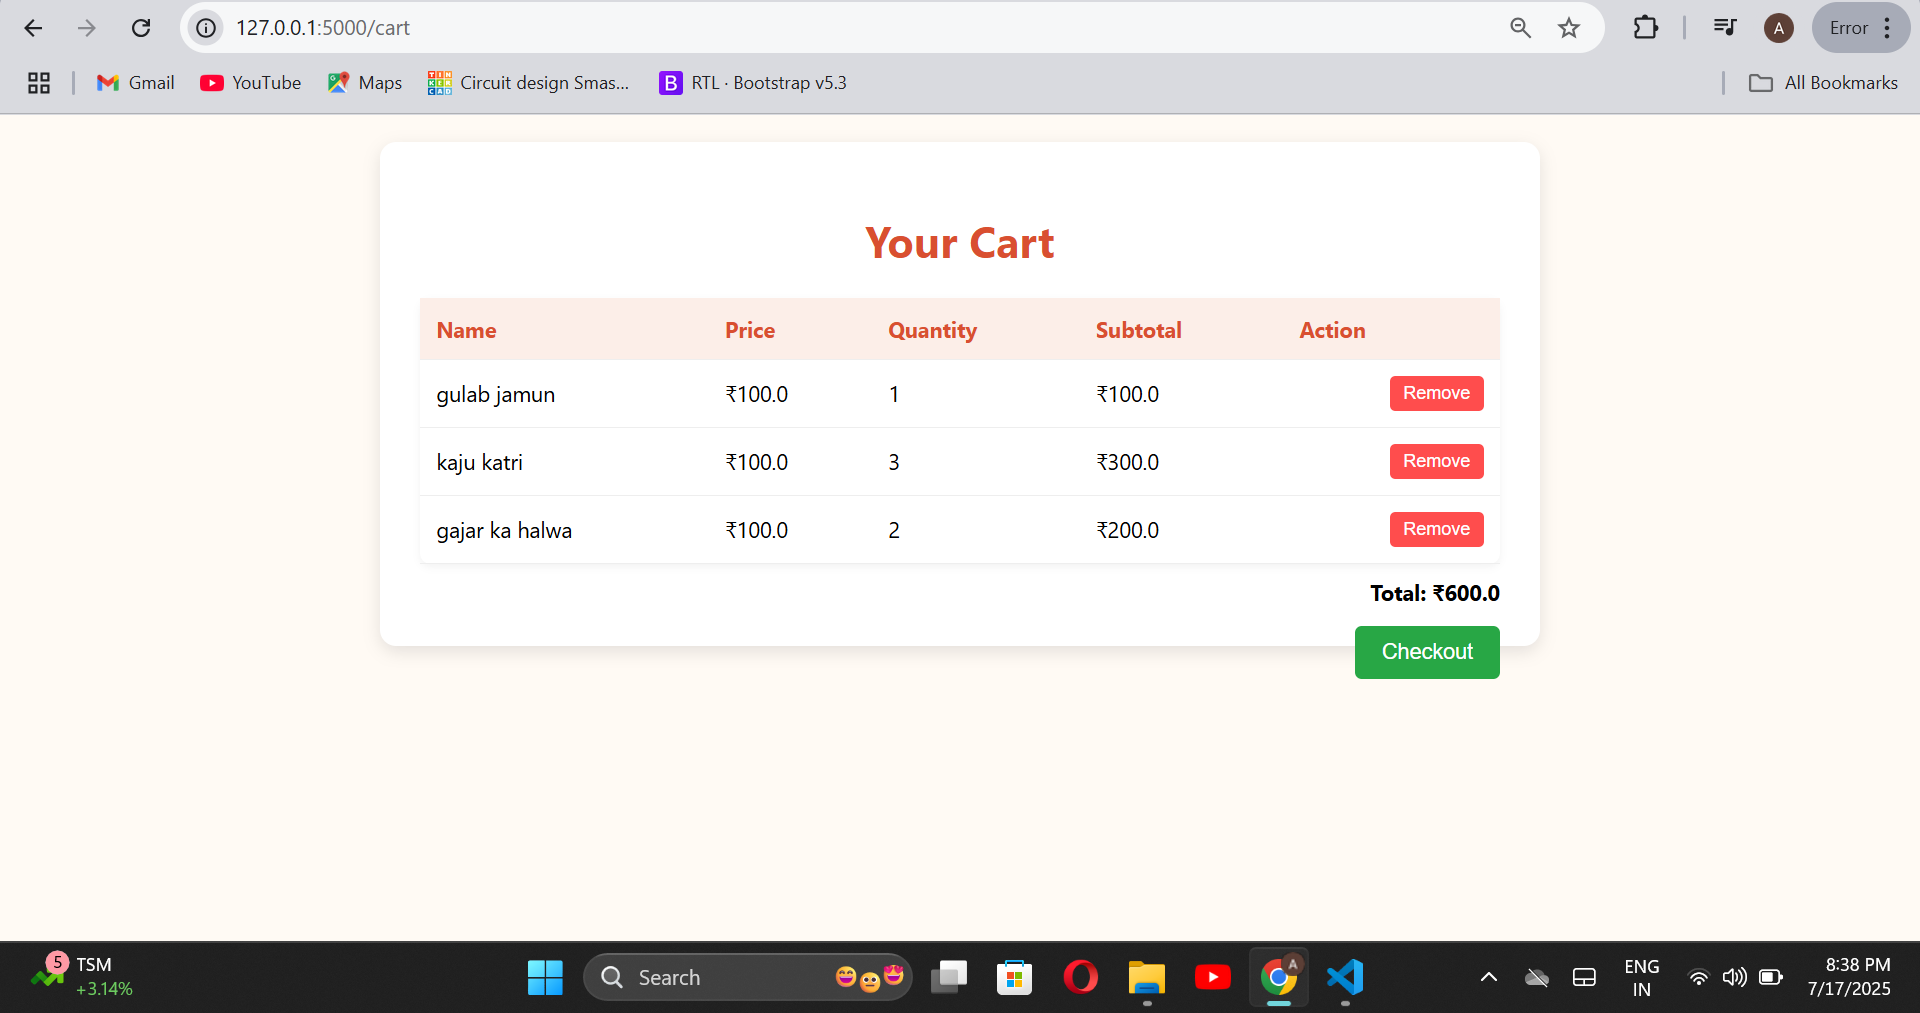 127.0.0.1:5000/cart
A
Error
Gmail
YouTube
Maps
TIN
KER
CAD
Circuit design Smas...
B
RTL · Bootstrap v5.3
All Bookmarks
Your Cart
Name Price Quantity Subtotal Action
gulab jamun ₹100.0 1 ₹100.0 Remove
kaju katri ₹100.0 3 ₹300.0 Remove
gajar ka halwa ₹100.0 2 ₹200.0 Remove
Total: ₹600.0
Checkout
5
TSM
+3.14%
Search
A
ENG
IN
8:38 PM
7/17/2025